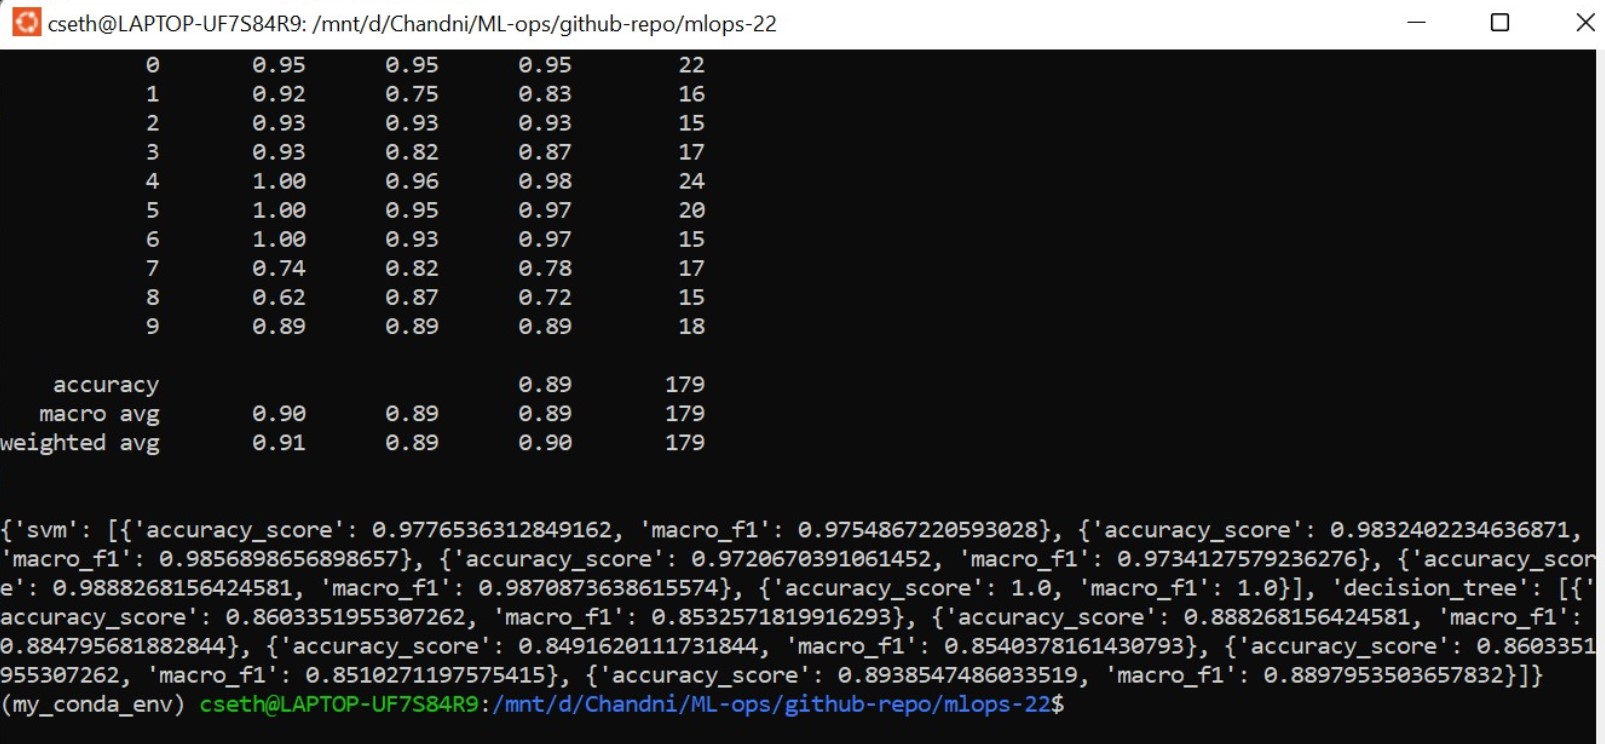 cseth@LAPTOP-UF7S84R9: /mnt/d/Chandni/ML-ops/github-repo/mlops-22
0 0.95 0.95 0.95 22
1 0.92 0.75 0.83 16
2 0.93 0.93 0.93 15
3 0.93 0.82 0.87 17
4 1.00 0.96 0.98 24
5 1.00 0.95 0.97 20
6 1.00 0.93 0.97 15
7 0.74 0.82 0.78 17
8 0.62 0.87 0.72 15
9 0.89 0.89 0.89 18
accuracy 0.89 179
macro avg 0.90 0.89 0.89 179
weighted avg 0.91 0.89 0.90 179
{'svm': [{'accuracy_score': 0.9776536312849162, 'macro_f1': 0.9754867220593028}, {'accuracy_score': 0.9832402234636871,
'macro_f1': 0.9856898656898657}, {'accuracy_score': 0.9720670391061452, 'macro_f1': 0.9734127579236276}, {'accuracy_scor
e': 0.9888268156424581, 'macro_f1': 0.9870873638615574}, {'accuracy_score': 1.0, 'macro_f1': 1.0}], 'decision_tree': [{'
accuracy_score': 0.8603351955307262, 'macro_f1': 0.8532571819916293}, {'accuracy_score': 0.888268156424581, 'macro_f1':
0.884795681882844}, {'accuracy_score': 0.8491620111731844, 'macro_f1': 0.8540378161430793}, {'accuracy_score': 0.8603351
955307262, 'macro_f1': 0.8510271197575415}, {'accuracy_score': 0.8938547486033519, 'macro_f1': 0.8897953503657832}]}
(my_conda_env) cseth@LAPTOP-UF7S84R9:/mnt/d/Chandni/ML-ops/github-repo/mlops-22$